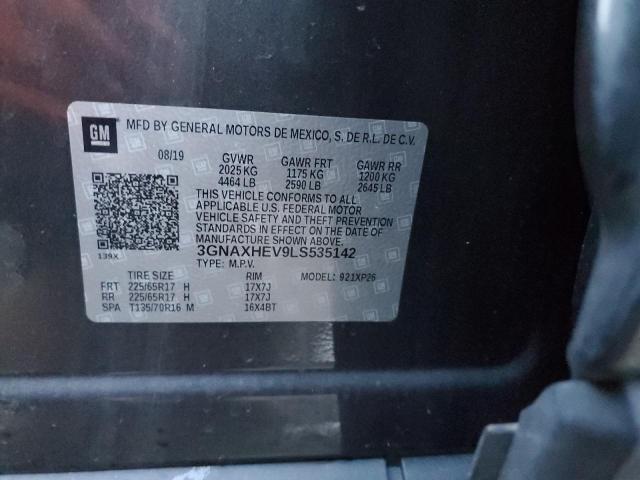 GM
MFD BY GENERAL MOTORS DE MEXICO, S. DE R.L. DE C.V.
08/19 GVWR GAWR FRT GAWR RR
2025 KG 1175 KG 1200 KG
4464 LB 2590 LB 2645 LB
THIS VEHICLE CONFORMS TO ALL
APPLICABLE U.S. FEDERAL MOTOR
VEHICLE SAFETY AND THEFT PREVENTION
STANDARDS IN EFFECT ON THE DATE OF
MANUFACTURE SHOWN ABOVE.
139X 3GNAXHEV9LS535142
TYPE: M.P.V. MODEL: 921XP26
TIRE SIZE RIM
FRT 225/65R17 H 17X7J
RR 225/65R17 H 17X7J
SPA T135/70R16 M 16X4BT